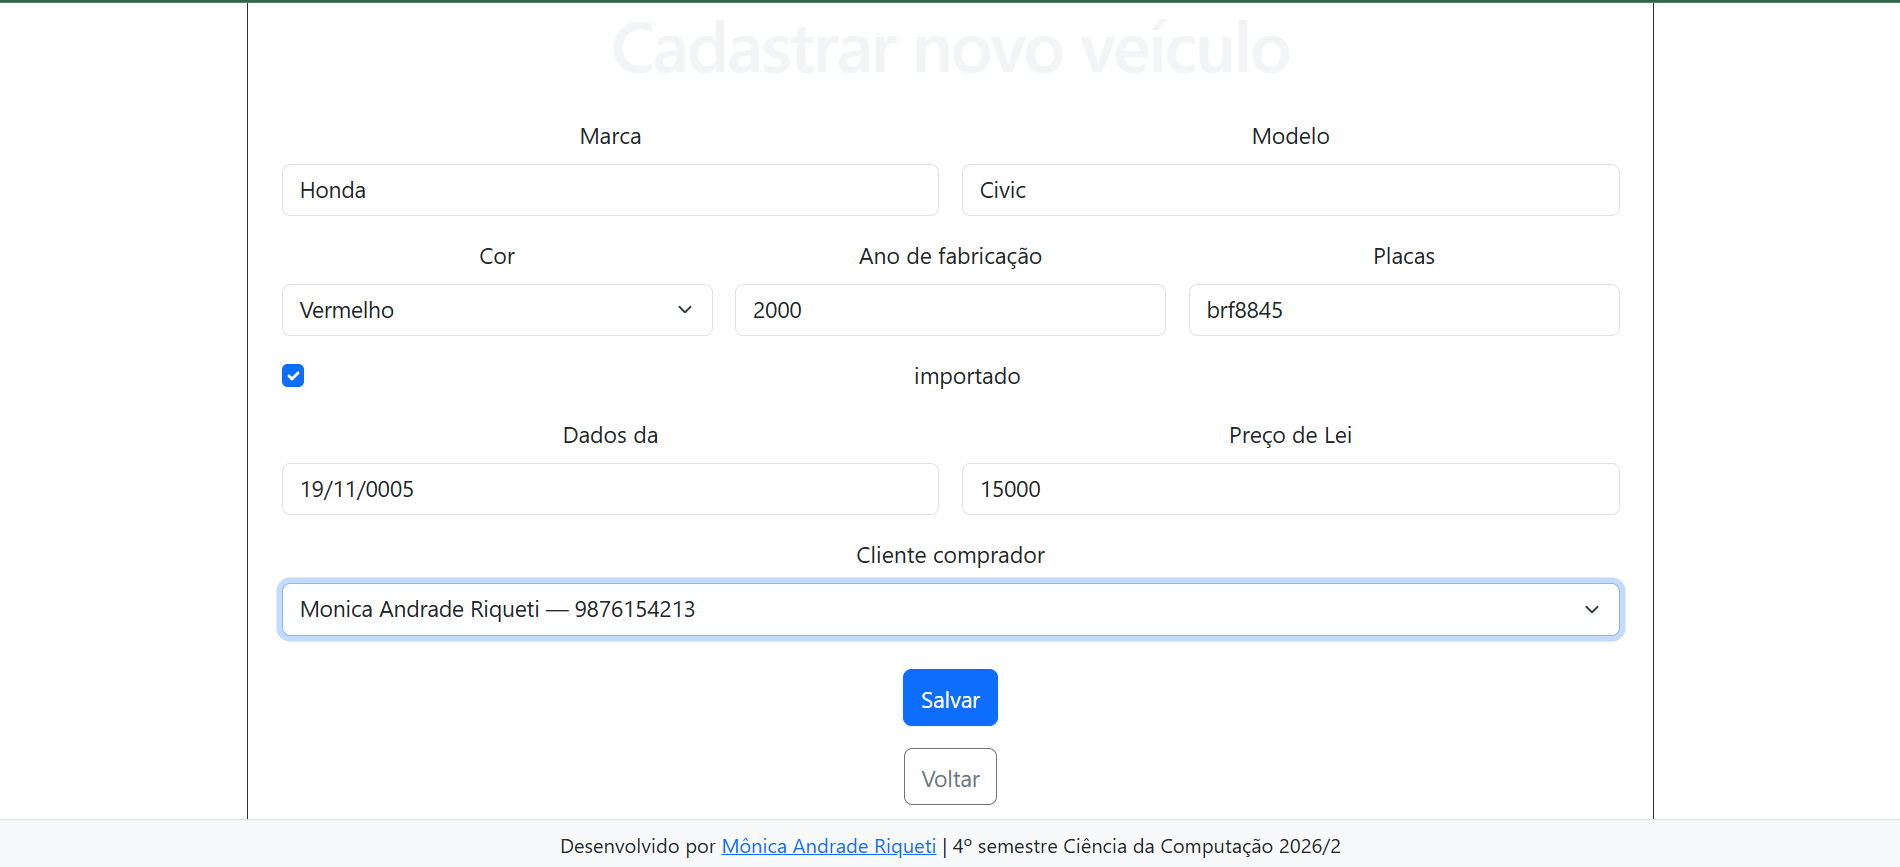 Cadastrar novo veículo
Marca Modelo
Honda Civic
Cor Ano de fabricação Placas
Vermelho 2000 brf8845
importado
Dados da Preço de Lei
19/11/0005 15000
Cliente comprador
Monica Andrade Riqueti — 9876154213
Salvar
Voltar
Desenvolvido por Mônica Andrade Riqueti | 4º semestre Ciência da Computação 2026/2